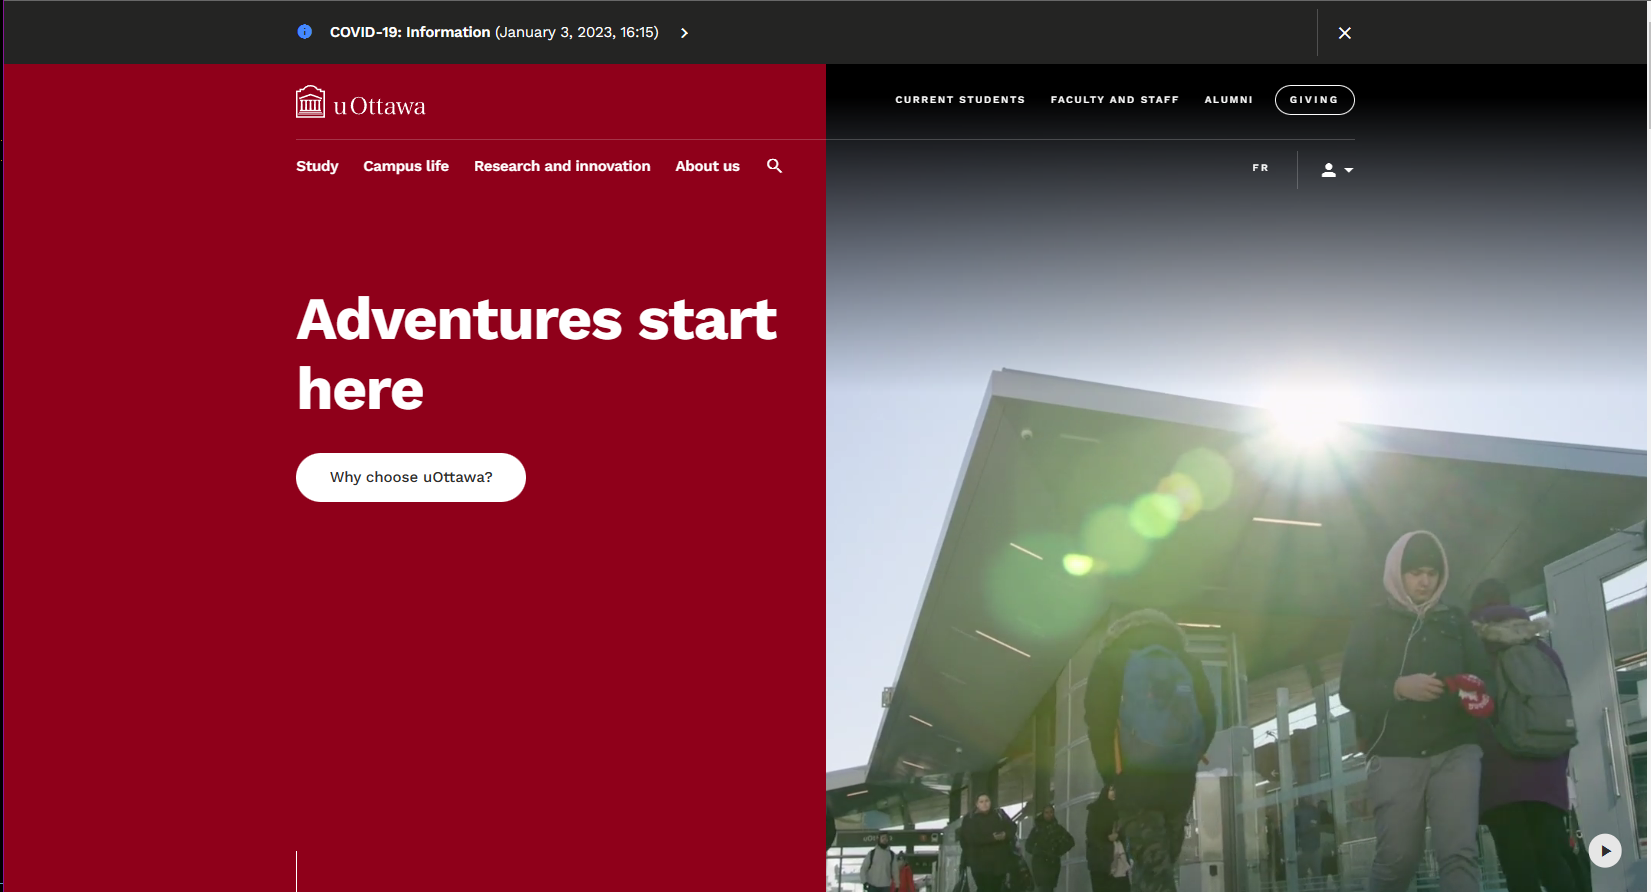 COVID-19: Information (January 3, 2023, 16:15)
uOttawa
CURRENT STUDENTS FACULTY AND STAFF ALUMNI GIVING
Study Campus life Research and innovation About us
FR
Adventures start
here
Why choose uOttawa?